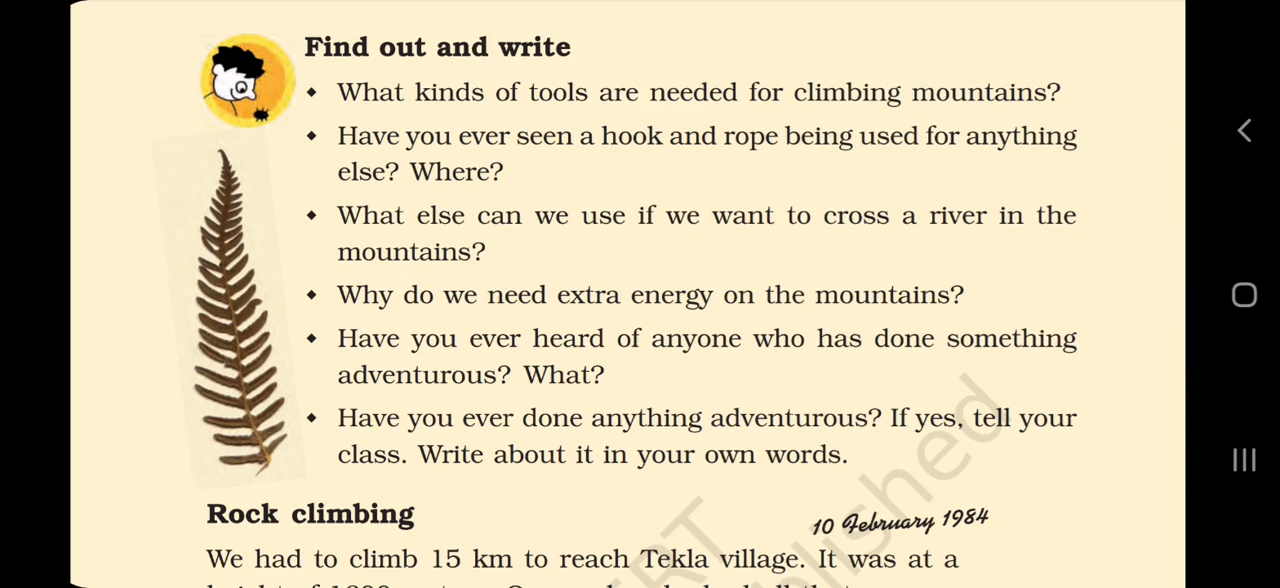 Find out and write
◆ What kinds of tools are needed for climbing mountains?
◆ Have you ever seen a hook and rope being used for anything
else? Where?
◆ What else can we use if we want to cross a river in the
mountains?
◆ Why do we need extra energy on the mountains?
◆ Have you ever heard of anyone who has done something
adventurous? What?
◆ Have you ever done anything adventurous? If yes, tell your
class. Write about it in your own words.
Rock climbing
10 February 1984
We had to climb 15 km to reach Tekla village. It was at a